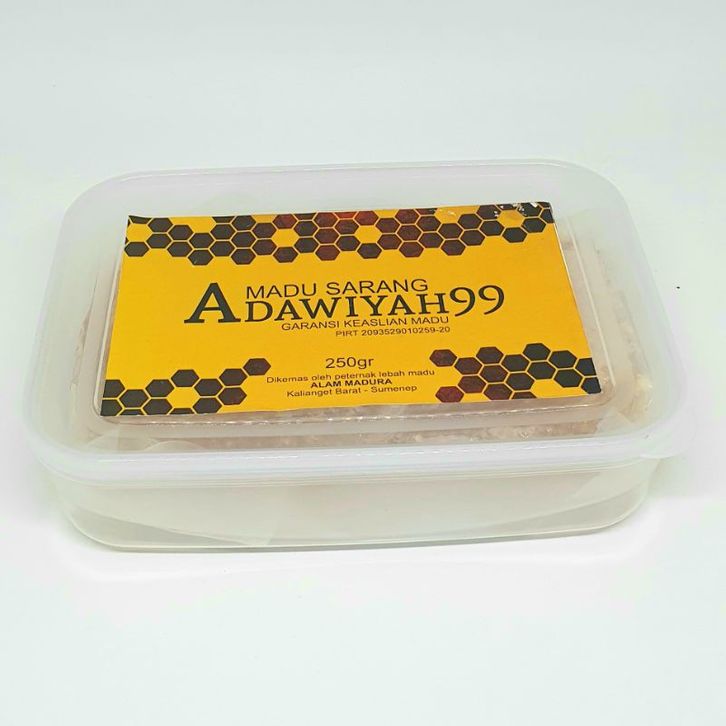 MADU SARANG
ADAWIYAH99
GARANSI KEASLIAN MADU
PIRT 2093529010259-20
250gr
Dikemas oleh peternak lebah madu
ALAM MADURA
Kalianget Barat - Sumenep